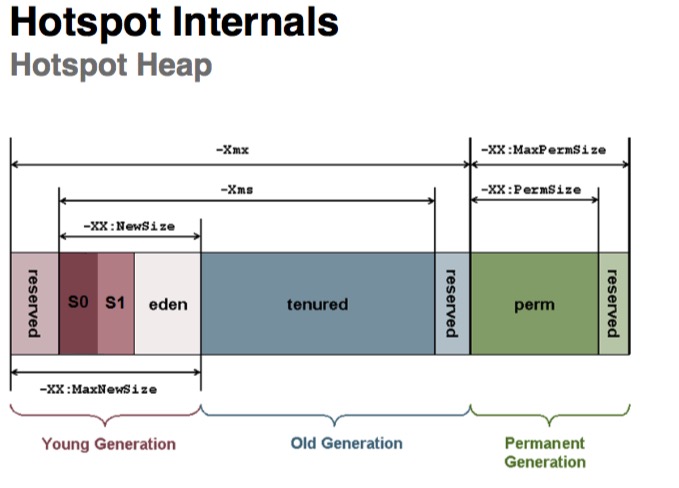 Hotspot Internals
Hotspot Heap
-Xmx
-XX:MaxPermSize
-Xms
-XX:PermSize
-XX:NewSize
reserved
S0
S1
eden
tenured
reserved
perm
reserved
-XX:MaxNewSize
Young Generation
Old Generation
Permanent
Generation